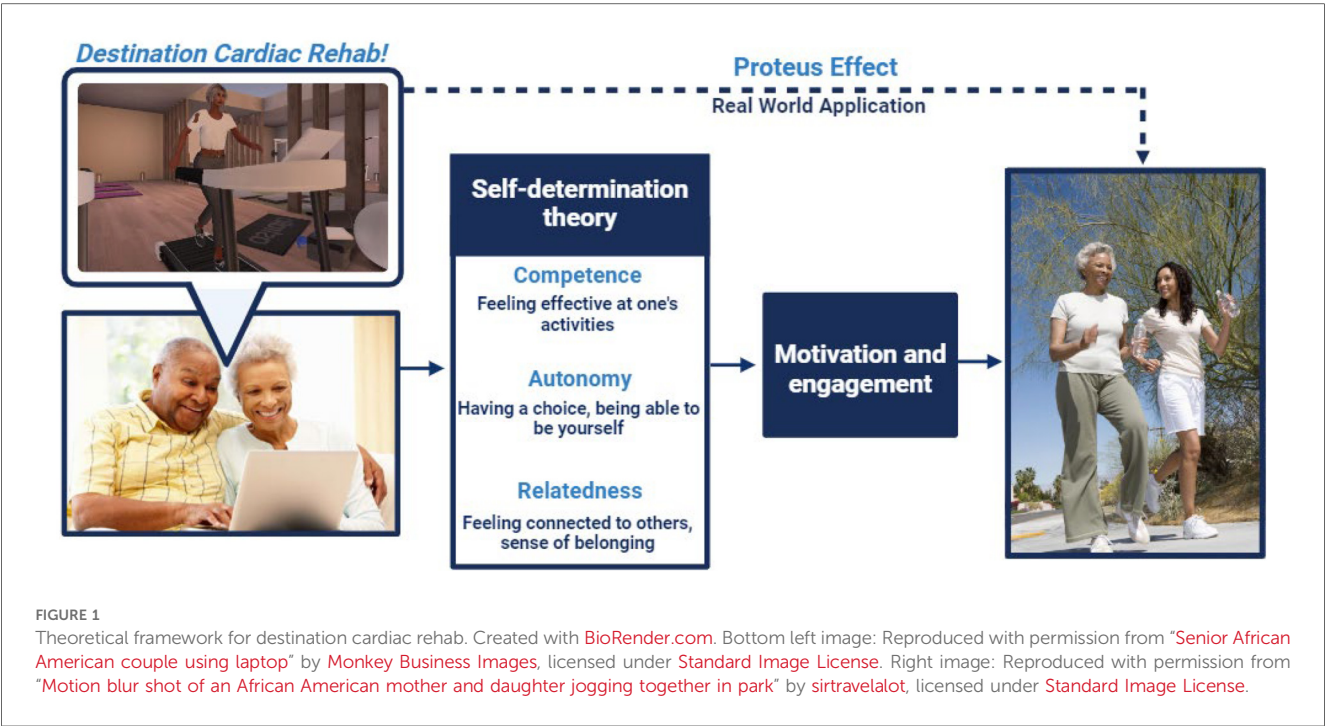 Destination Cardiac Rehab!
Proteus Effect
Real World Application
Self-determination
theory
Competence
Feeling effective at one's
activities
Autonomy
Having a choice, being able to
be yourself
Relatedness
Feeling connected to others,
sense of belonging
Motivation and
engagement
FIGURE 1
Theoretical framework for destination cardiac rehab. Created with BioRender.com. Bottom left image: Reproduced with permission from “Senior African
American couple using laptop” by Monkey Business Images, licensed under Standard Image License. Right image: Reproduced with permission from
“Motion blur shot of an African American mother and daughter jogging together in park” by sirtravelalot, licensed under Standard Image License.